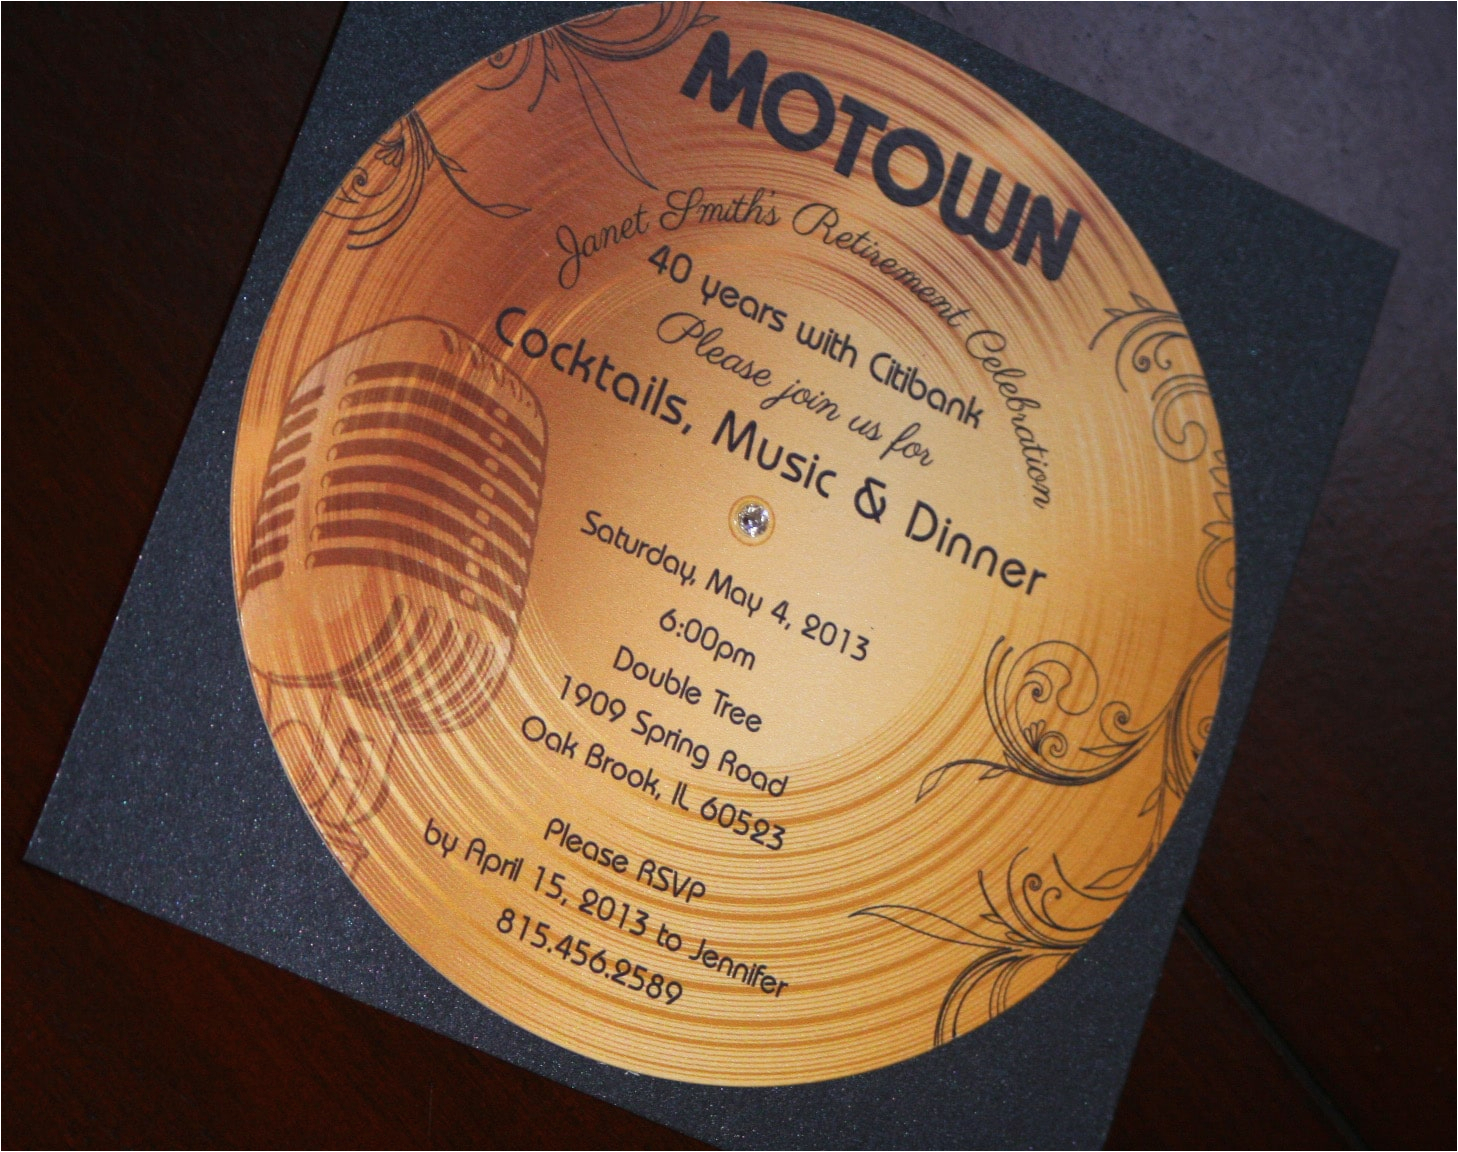 MOTOWN
Janet Smith's Retirement Celebration
40 years with Citibank
Please join us for
Cocktails, Music & Dinner
Saturday, May 4, 2013
6:00pm
Double Tree
1909 Spring Road
Oak Brook, IL 60523
Please RSVP
by April 15, 2013 to Jennifer
815.456.2589